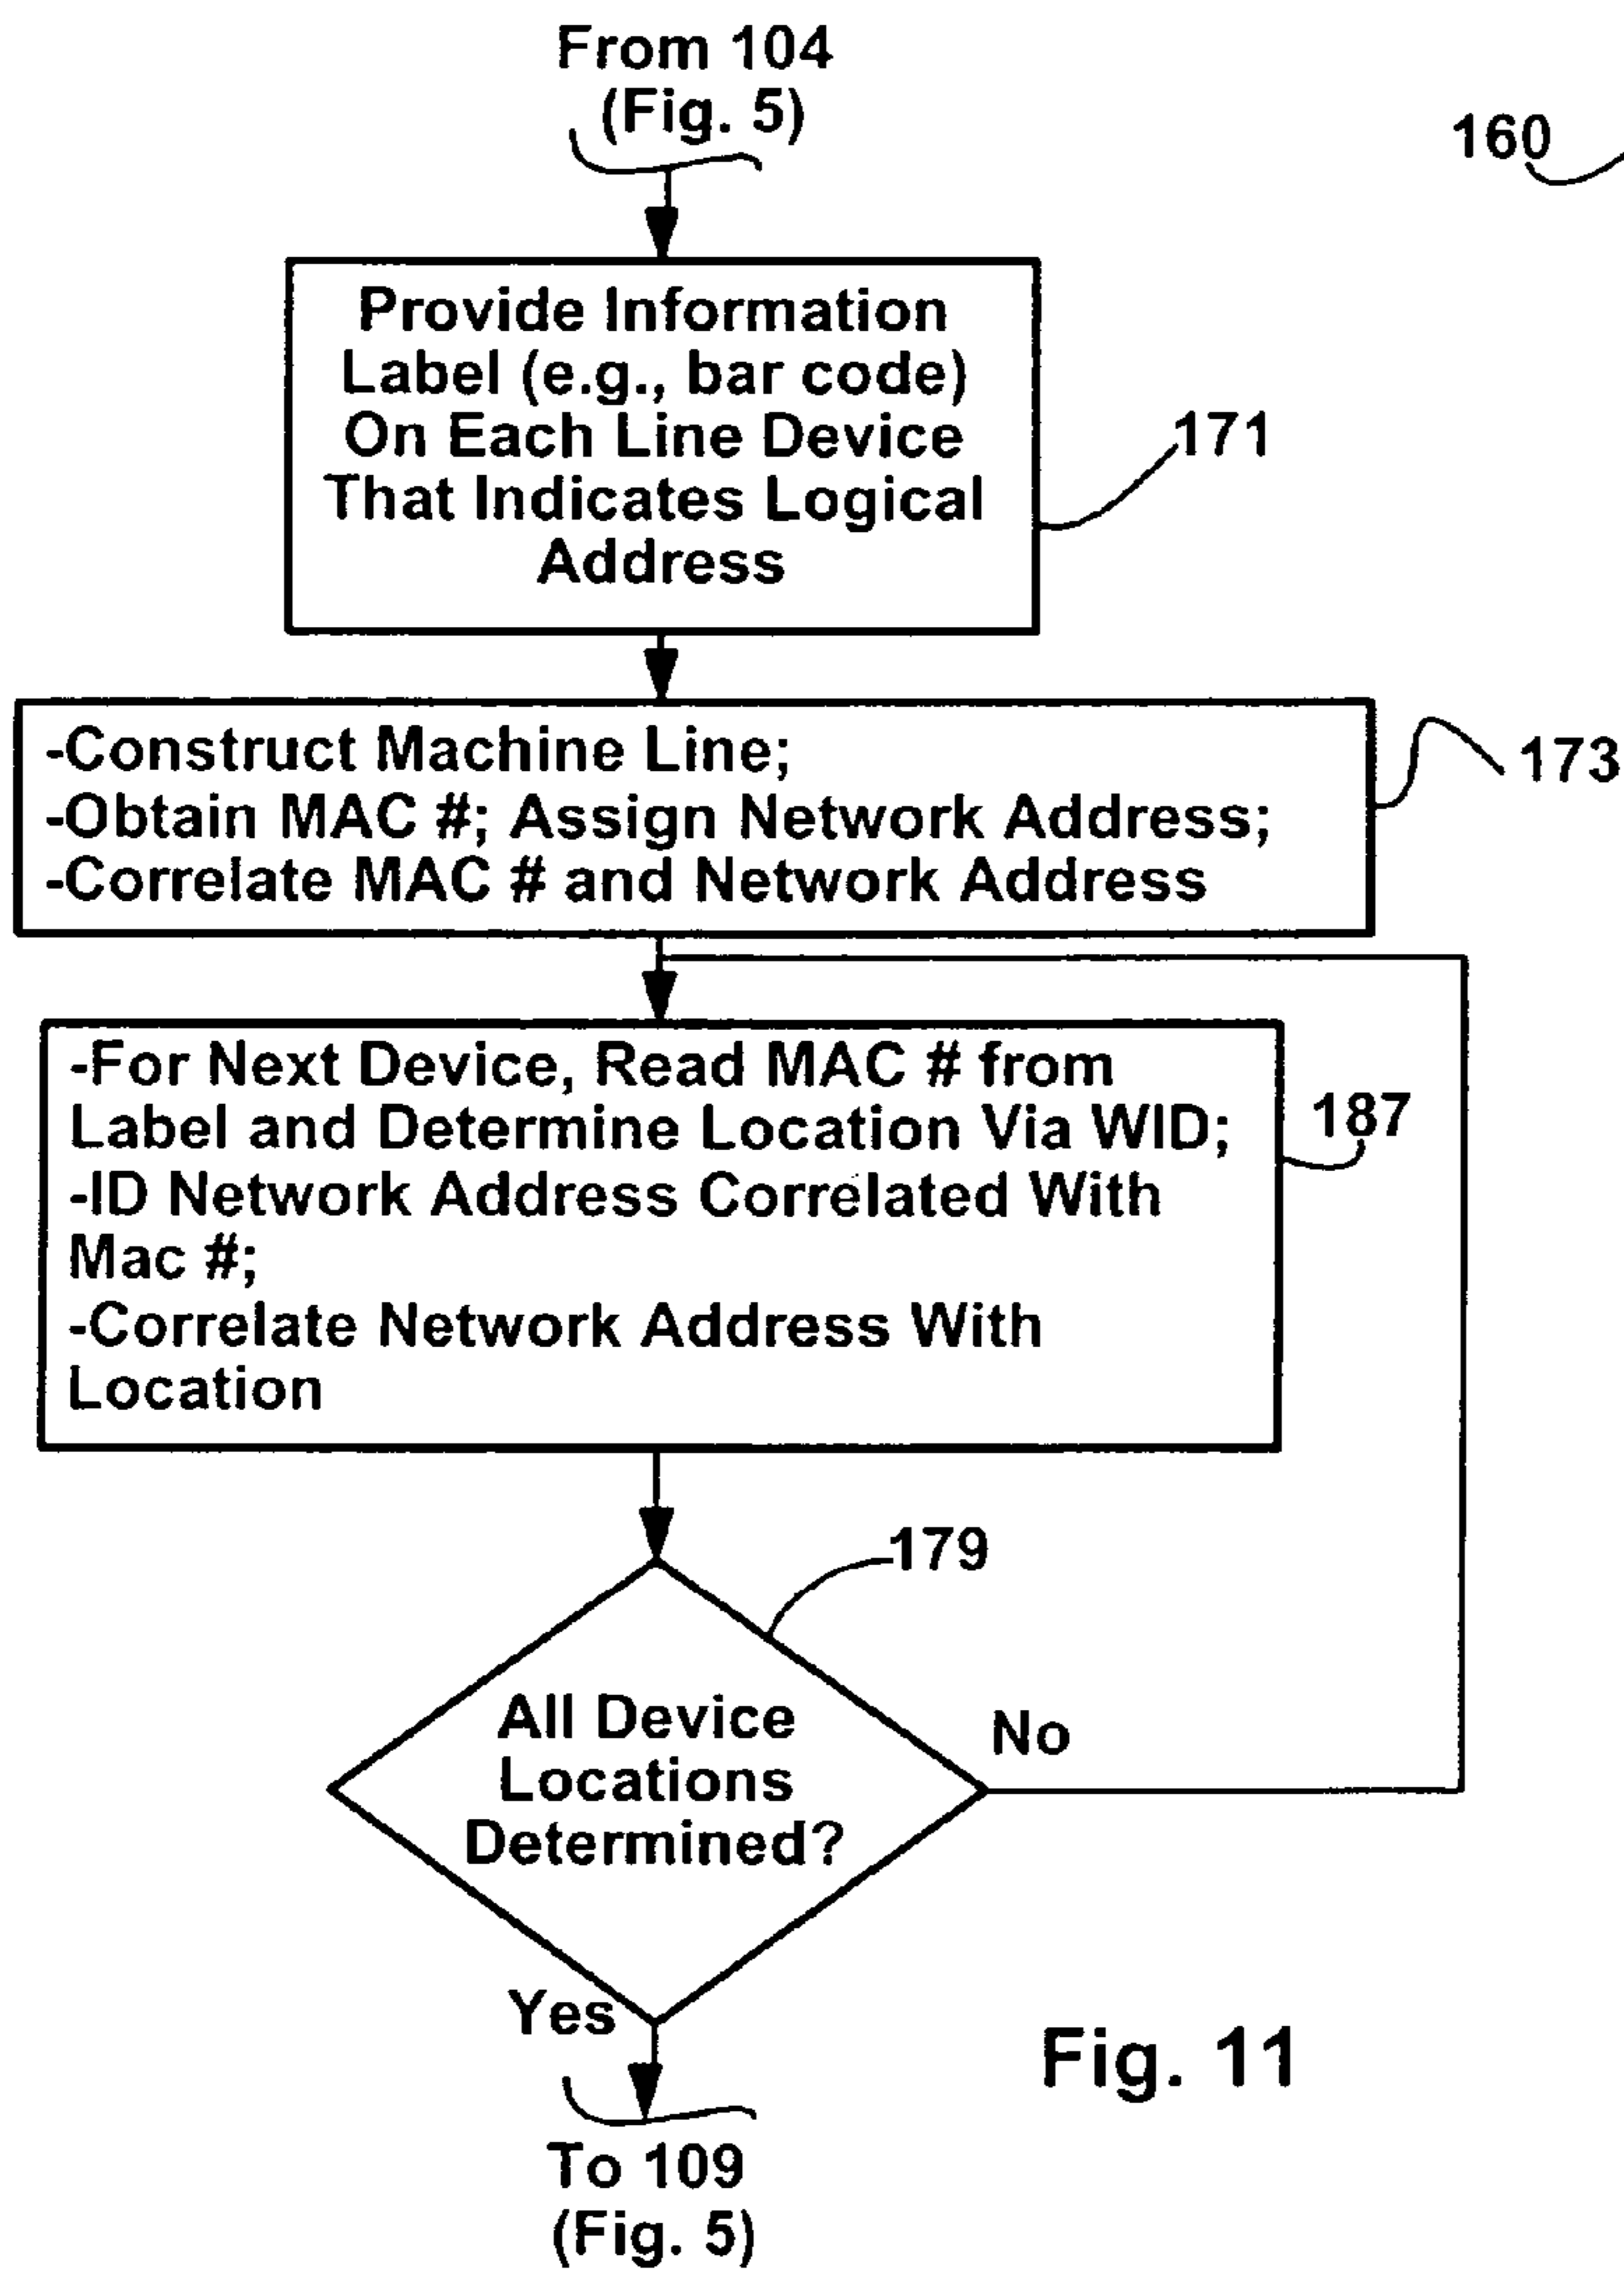 From 104
(Fig. 5)
160
Provide Information
Label (e.g., bar code)
On Each Line Device
That Indicates Logical
Address
171
-Construct Machine Line;
-Obtain MAC #; Assign Network Address;
-Correlate MAC # and Network Address
173
-For Next Device, Read MAC # from
Label and Determine Location Via WID;
-ID Network Address Correlated With
Mac #;
-Correlate Network Address With
Location
187
179
All Device
Locations
Determined?
No
Yes
To 109
(Fig. 5)
Fig. 11